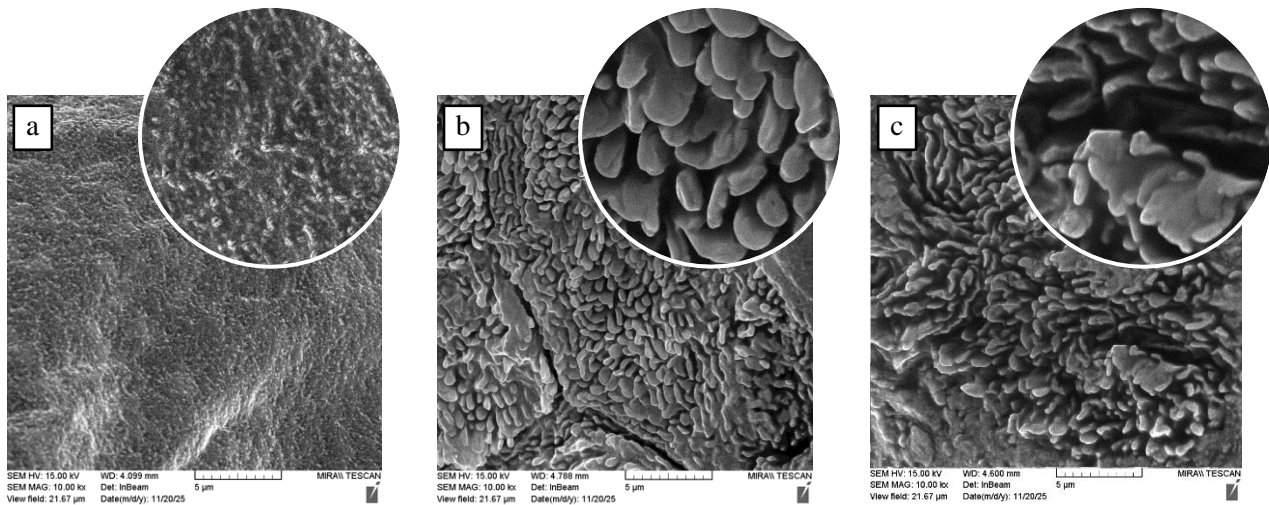 a
b
c
SEM HV: 15.00 kV WD: 4.099 mm
SEM MAG: 10.00 kx Det: InBeam
View field: 21.67 µm Date(m/d/y): 11/20/25
5 µm
MIRA\\ TESCAN
SEM HV: 15.00 kV WD: 4.788 mm
SEM MAG: 10.00 kx Det: InBeam
View field: 21.67 µm Date(m/d/y): 11/20/25
5 µm
MIRA\\ TESCAN
SEM HV: 15.00 kV WD: 4.600 mm
SEM MAG: 10.00 kx Det: InBeam
View field: 21.67 µm Date(m/d/y): 11/20/25
5 µm
MIRA\\ TESCAN